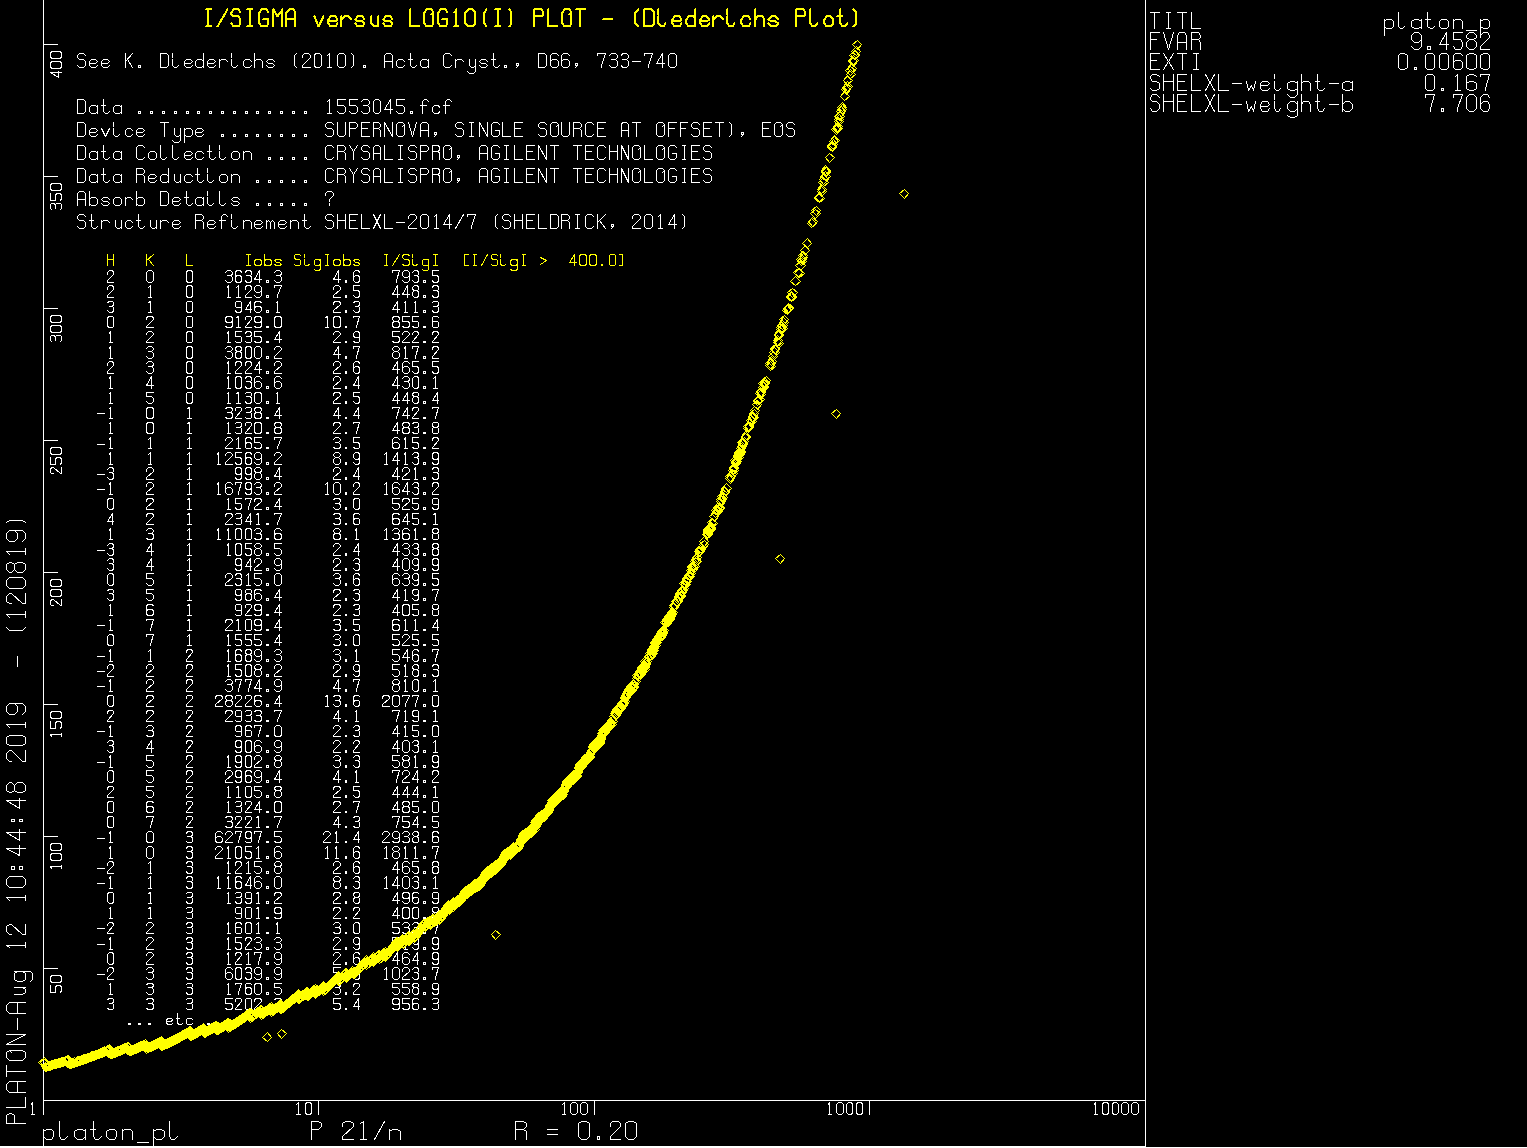 I/SIGMA versus LOG10(I) PLOT - (Diederichs Plot)
See K. Diederichs (2010). Acta Cryst., D66, 733-740
Data ............... 1553045.fcf
Device Type ........ SUPERNOVA, SINGLE SOURCE AT OFFSET), EOS
Data Collection .... CRYSALISPRO, AGILENT TECHNOLOGIES
Data Reduction ..... CRYSALISPRO, AGILENT TECHNOLOGIES
Absorb Details ..... ?
Structure Refinment SHELXL-2014/7 (SHELDRICK, 2014)
H K L Iobs SigIobs I/SigI [I/SigI > 400.0]
2 0 0 3634.3 4.6 793.5
2 1 0 1129.7 2.5 448.3
3 1 0 946.1 2.3 411.3
0 2 0 9129.0 10.7 855.6
1 2 0 1535.4 2.9 522.2
1 3 0 3800.2 4.7 817.2
2 3 0 1224.2 2.6 465.5
1 4 0 1036.6 2.4 430.1
1 5 0 1130.1 2.5 448.4
-1 0 1 3238.4 4.4 742.7
1 0 1 1320.8 2.7 483.8
-1 1 1 2165.7 3.5 615.2
1 1 1 12569.2 8.9 1413.9
-3 2 1 998.4 2.4 421.3
-1 2 1 16793.2 10.2 1643.2
0 2 1 1572.4 3.0 525.9
4 2 1 2341.7 3.6 645.1
1 3 1 11003.6 8.1 1361.8
-3 4 1 1058.5 2.4 433.8
3 4 1 942.9 2.3 409.9
0 5 1 2315.0 3.6 639.5
3 5 1 986.4 2.3 419.7
1 6 1 929.4 2.3 405.8
-1 7 1 2109.4 3.5 611.4
0 7 1 1555.4 3.0 525.5
-1 1 2 1689.3 3.1 546.7
-2 2 2 1508.2 2.9 518.3
-1 2 2 3774.9 4.7 810.1
0 2 2 28226.4 13.6 2077.0
2 2 2 2933.7 4.1 719.1
-1 3 2 967.0 2.3 415.0
3 4 2 906.9 2.2 403.1
-1 5 2 1902.8 3.3 581.9
0 5 2 2969.4 4.1 724.2
2 5 2 1105.8 2.5 444.1
0 6 2 1324.0 2.7 485.0
0 7 2 3221.7 4.3 754.5
-1 0 3 62797.5 21.4 2938.6
1 0 3 21051.6 11.6 1811.7
-2 1 3 1215.8 2.6 465.8
-1 1 3 11646.0 8.3 1403.1
0 1 3 1391.2 2.8 496.9
1 1 3 901.9 2.2
-2 2 3 1601.1 3.0
-1 2 3 1523.3 2.9
0 2 3 1217.9 2.6 464.9
-2 3 3 6039.9 1023.7
1 3 3 1760.5 3.2 558.9
3 3 3 5.4 956.3
... etc
400
350
300
250
200
150
100
50
1
10
100
1000
10000
platon_pl P 21/n R = 0.20
PLATON-Aug 12 10:44:48 2019 - (120819)
TITL platon_p
FVAR 9.4582
EXTI 0.00600
SHELXL-weight-a 0.167
SHELXL-weight-b 7.706